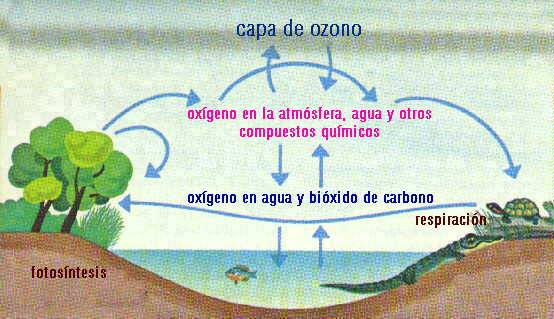 capa de ozono
oxígeno en la atmósfera, agua y otros
compuestos químicos
oxígeno en agua y bióxido de carbono
respiración
fotosíntesis